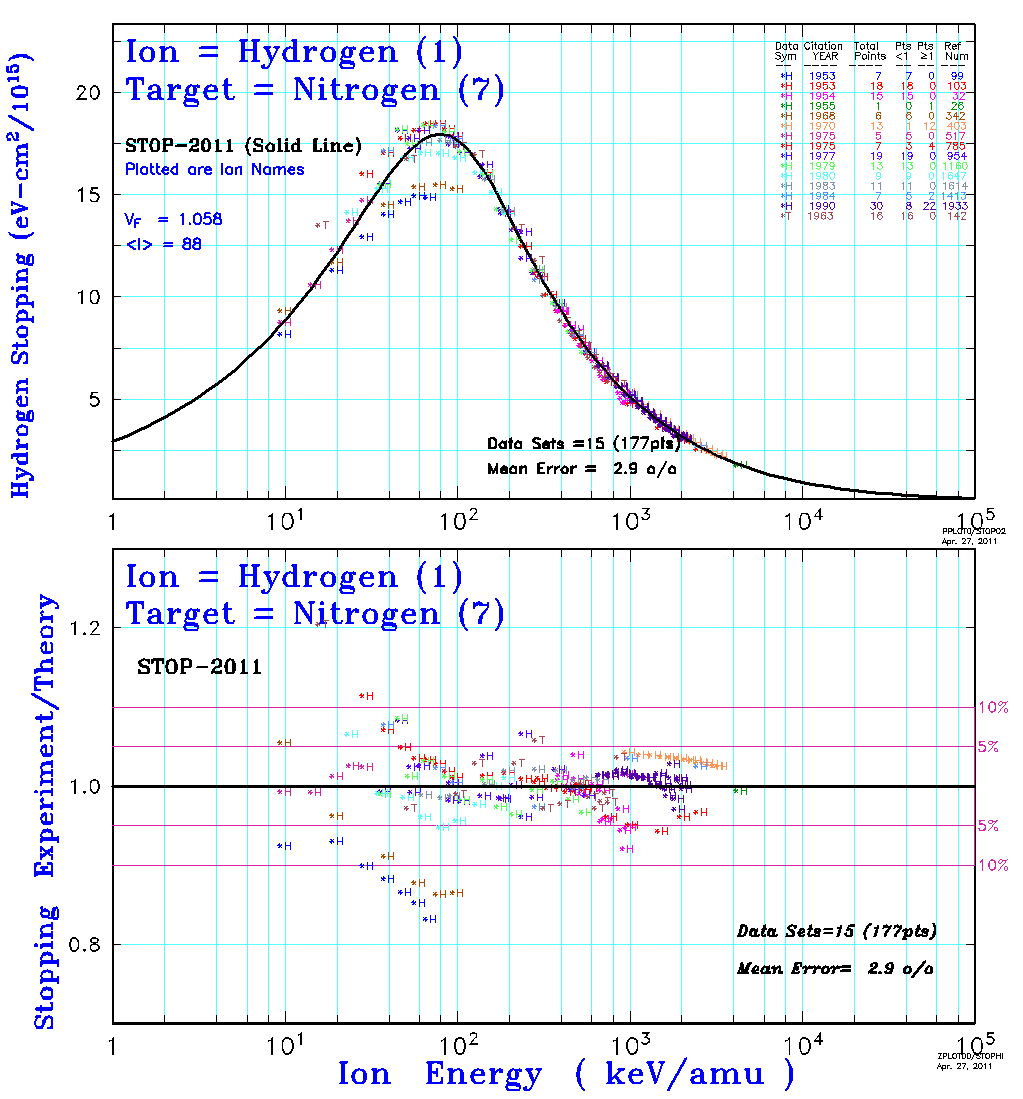 Ion = Hydrogen (1)
Target = Nitrogen (7)
STOP-2011 (Solid Line)
Plotted are Ion Names
V_F = 1.058
<I> = 88
Data Citation Total Pts Pts Ref
Sym YEAR Points <1 ≥1 Num
*H 1953 7 7 0 99
*H 1953 18 18 0 103
*H 1954 15 15 0 32
*H 1955 1 0 1 26
*H 1968 6 6 0 342
*H 1970 13 1 12 403
*H 1975 5 5 0 517
*H 1975 7 3 4 785
*H 1977 19 19 0 954
*H 1979 13 13 0 1160
*H 1980 9 9 0 1647
*H 1983 11 11 0 1614
*H 1984 7 5 2 1413
*H 1990 30 8 22 1933
*T 1963 16 16 0 142
Hydrogen Stopping (eV-cm²/10¹⁵)
20
15
10
5
Data Sets =15 (177pts)
Mean Error = 2.9 o/o
1 10¹ 10² 10³ 10⁴ 10⁵
PPLOT0/STOP02
Apr. 27, 2011
Ion = Hydrogen (1)
Target = Nitrogen (7)
STOP-2011
Stopping Experiment/Theory
1.2
1.0
0.8
10%
5%
5%
10%
Data Sets=15 (177pts)
Mean Error= 2.9 o/o
1 10¹ 10² 10³ 10⁴ 10⁵
Ion Energy ( keV/amu )
ZPLOT0D/STOPHI
Apr. 27, 2011